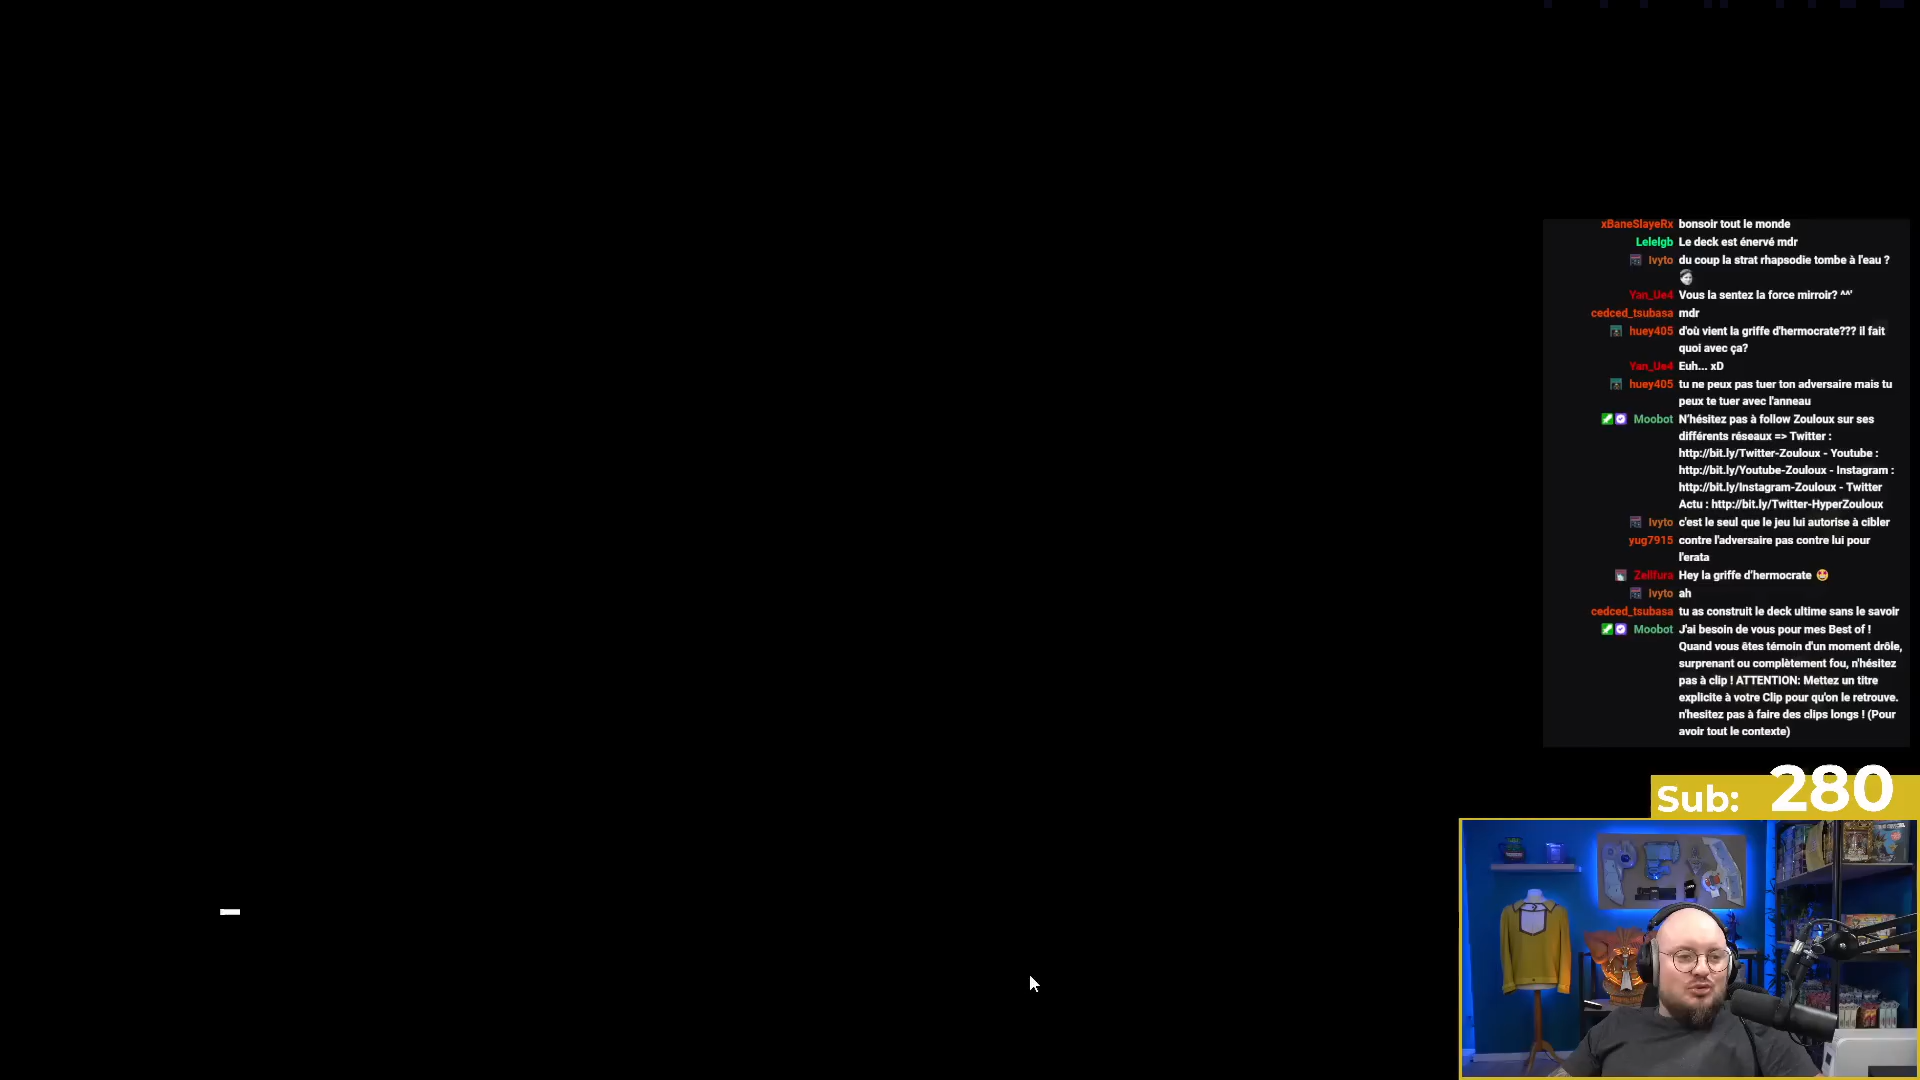 xBaneSlayeRx bonsoir tout le monde
Lelelgb Le deck est énervé mdr
Ivyto du coup la strat rhapsodie tombe à l'eau ?
Yan_Ue4 Vous la sentez la force mirroir? ^^'
cedced_tsubasa mdr
huey405 d'où vient la griffe d'hermocrate??? il fait
quoi avec ça?
Yan_Ue4 Euh... xD
huey405 tu ne peux pas tuer ton adversaire mais tu
peux te tuer avec l'anneau
Moobot N'hésitez pas à follow Zouloux sur ses
différents réseaux => Twitter :
http://bit.ly/Twitter-Zouloux - Youtube :
http://bit.ly/Youtube-Zouloux - Instagram :
http://bit.ly/Instagram-Zouloux - Twitter
Actu : http://bit.ly/Twitter-HyperZouloux
Ivyto c'est le seul que le jeu lui autorise à cibler
yug7915 contre l'adversaire pas contre lui pour
l'erata
Zellfura Hey la griffe d'hermocrate
Ivyto ah
cedced_tsubasa tu as construit le deck ultime sans le savoir
Moobot J'ai besoin de vous pour mes Best of !
Quand vous êtes témoin d'un moment drôle,
surprenant ou complètement fou, n'hésitez
pas à clip ! ATTENTION: Mettez un titre
explicite à votre Clip pour qu'on le retrouve.
n'hesitez pas à faire des clips longs ! (Pour
avoir tout le contexte)
Sub: 280